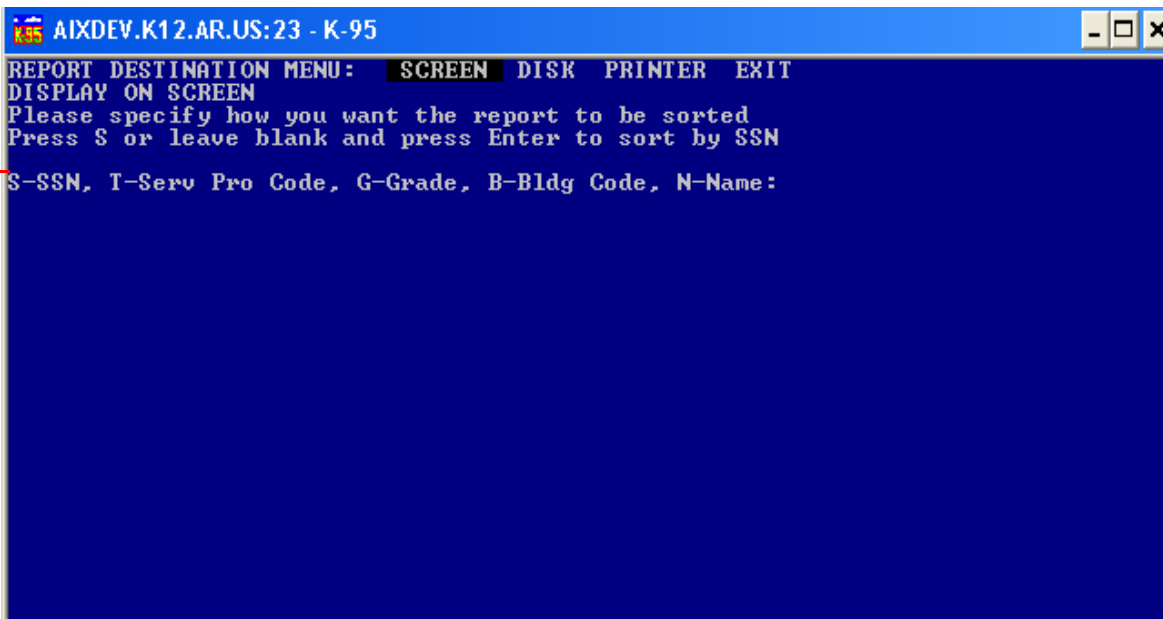 K95 AIXDEV.K12.AR.US:23 - K-95
REPORT DESTINATION MENU: SCREEN DISK PRINTER EXIT
DISPLAY ON SCREEN
Please specify how you want the report to be sorted
Press S or leave blank and press Enter to sort by SSN
S-SSN, T-Serv Pro Code, G-Grade, B-Bldg Code, N-Name: